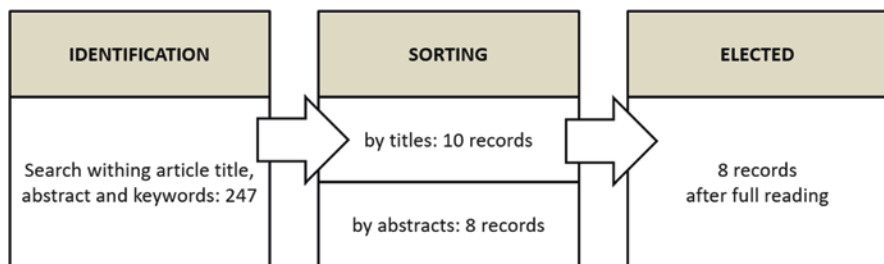 IDENTIFICATION
Search withing article title,
abstract and keywords: 247
SORTING
by titles: 10 records
by abstracts: 8 records
ELECTED
8 records
after full reading